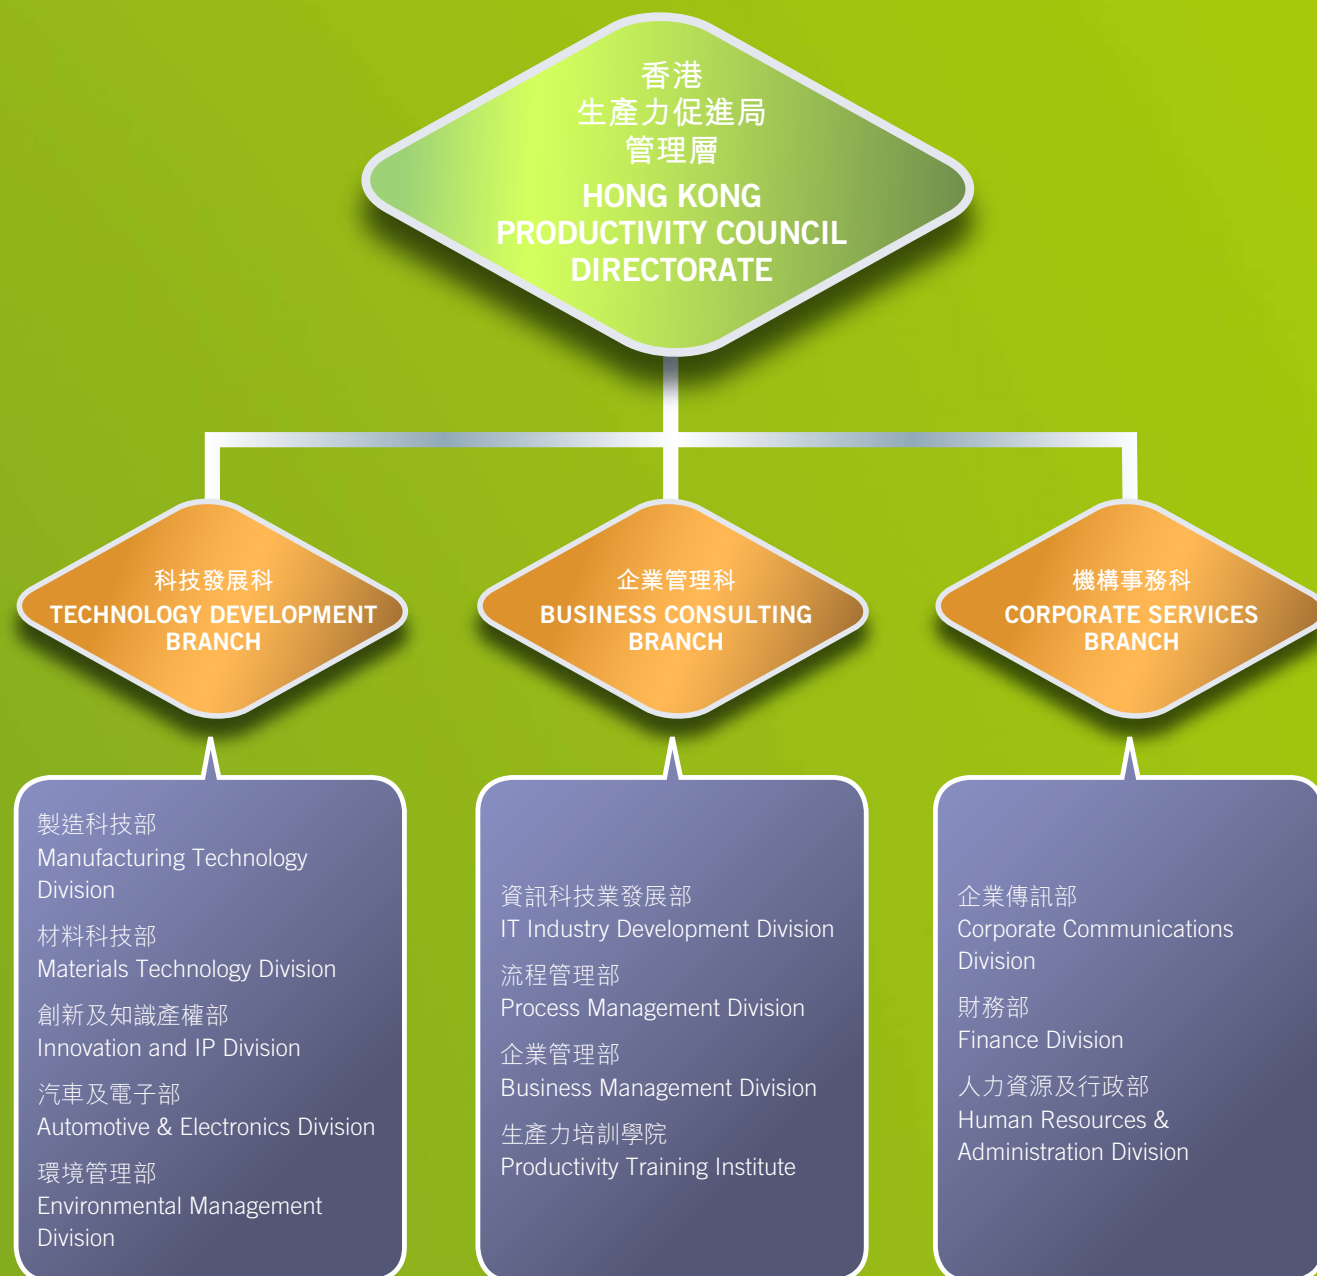 香港
生產力促進局
管理層
HONG KONG
PRODUCTIVITY COUNCIL
DIRECTORATE
科技發展科
TECHNOLOGY DEVELOPMENT
BRANCH
企業管理科
BUSINESS CONSULTING
BRANCH
機構事務科
CORPORATE SERVICES
BRANCH
製造科技部
Manufacturing Technology
Division
材料科技部
Materials Technology Division
創新及知識產權部
Innovation and IP Division
汽車及電子部
Automotive & Electronics Division
環境管理部
Environmental Management
Division
資訊科技業發展部
IT Industry Development Division
流程管理部
Process Management Division
企業管理部
Business Management Division
生產力培訓學院
Productivity Training Institute
企業傳訊部
Corporate Communications
Division
財務部
Finance Division
人力資源及行政部
Human Resources &
Administration Division